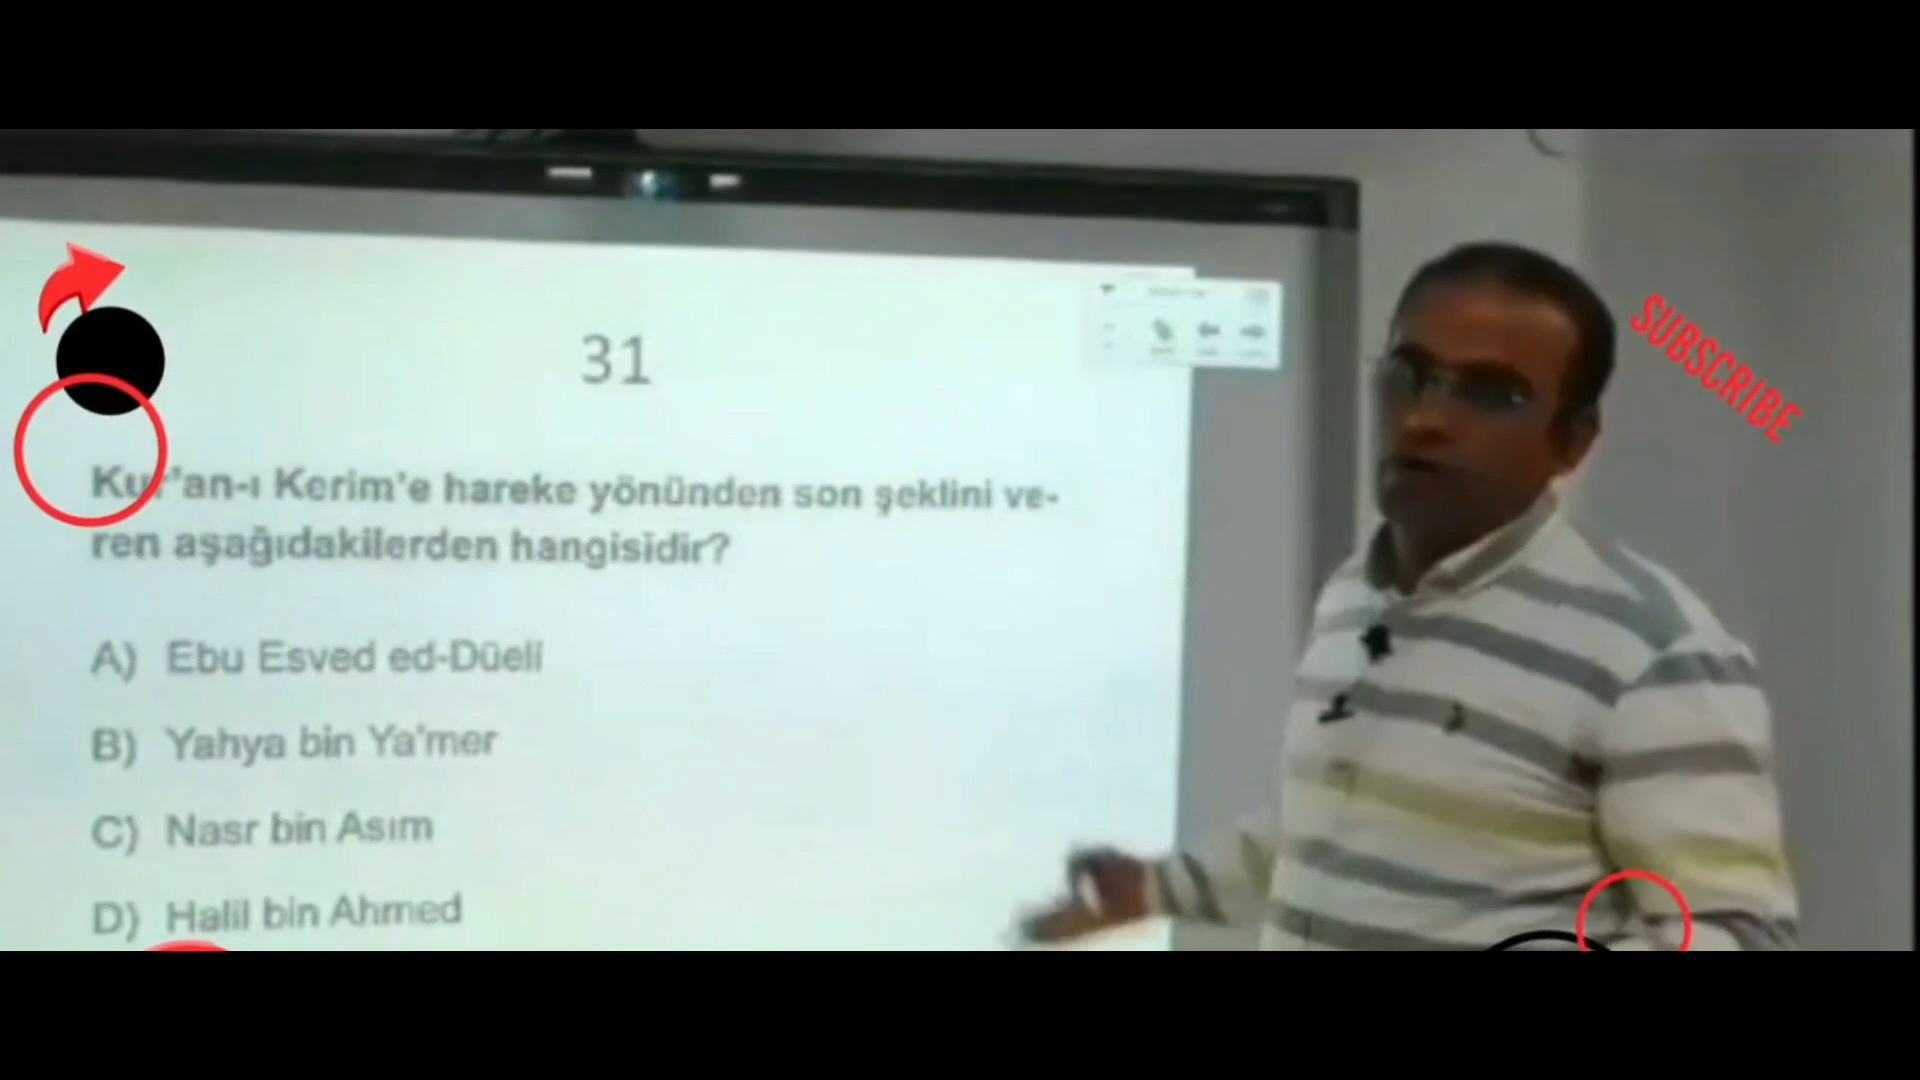 31
SUBSCRIBE
Kur'an-ı Kerim'e hareke yönünden son şeklini ve-
ren aşağıdakilerden hangisidir?
A) Ebu Esved ed-Düeli
B) Yahya bin Ya'mer
C) Nasr bin Asım
D) Halil bin Ahmed